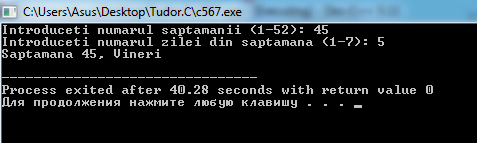 C:\Users\Asus\Desktop\Tudor.C\c567.exe
Introduceti numarul saptamanii (1-52): 45
Introduceti numarul zilei din saptamana (1-7): 5
Saptamana 45, Vineri
--------------------------------
Process exited after 40.28 seconds with return value 0
Для продолжения нажмите любую клавишу . . . _